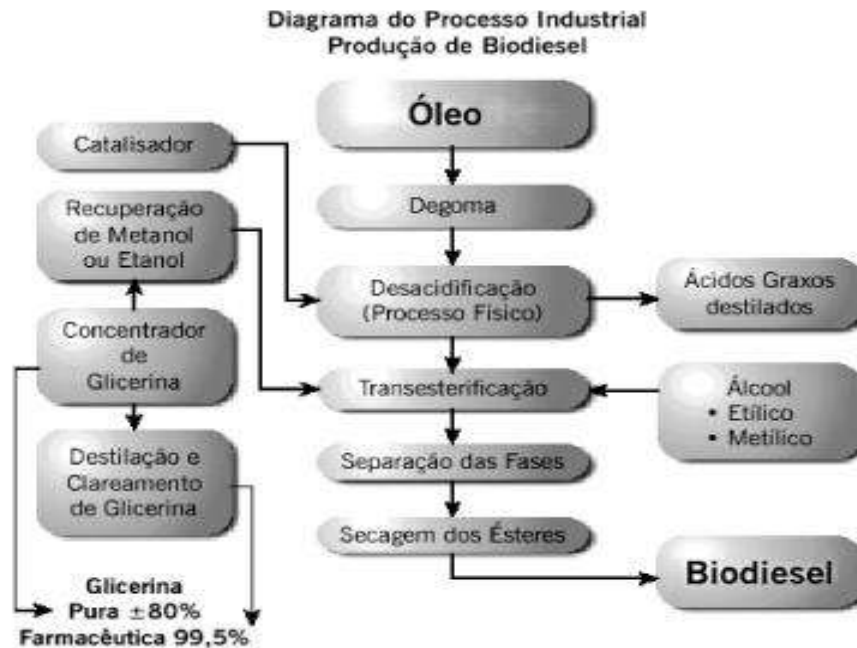 Diagrama do Processo Industrial
Produção de Biodiesel
Óleo
Catalisador
Degoma
Recuperação
de Metanol
ou Etanol
Desacidificação
(Processo Físico)
Ácidos Graxos
destilados
Concentrador
de
Glicerina
Transesterificação
Álcool
• Etílico
• Metílico
Separação das Fases
Destilação e
Clareamento
de Glicerina
Secagem dos Ésteres
Biodiesel
Glicerina
Pura ±80%
Farmacêutica 99,5%